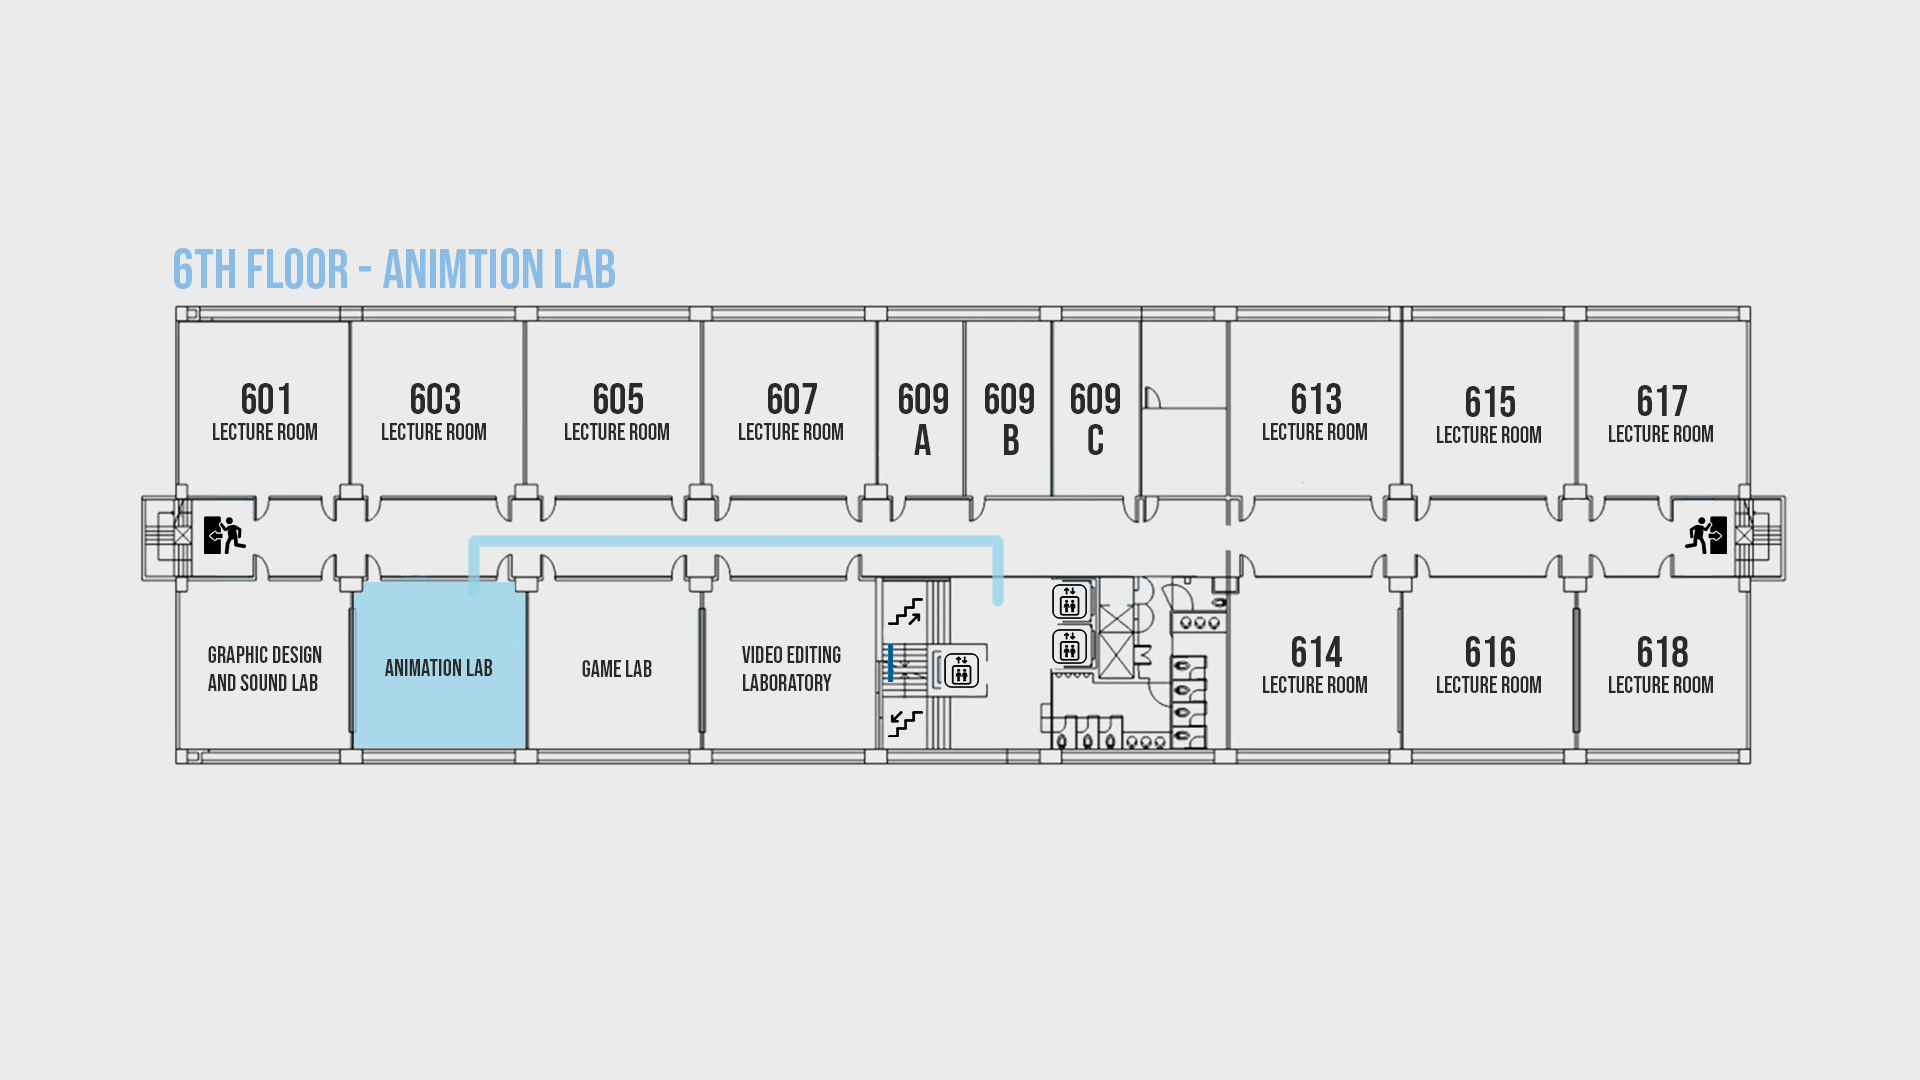 6TH FLOOR - ANIMTION LAB
601
LECTURE ROOM
603
LECTURE ROOM
605
LECTURE ROOM
607
LECTURE ROOM
609
A
609
B
609
C
613
LECTURE ROOM
615
LECTURE ROOM
617
LECTURE ROOM
GRAPHIC DESIGN
AND SOUND LAB
ANIMATION LAB
GAME LAB
VIDEO EDITING
LABORATORY
614
LECTURE ROOM
616
LECTURE ROOM
618
LECTURE ROOM